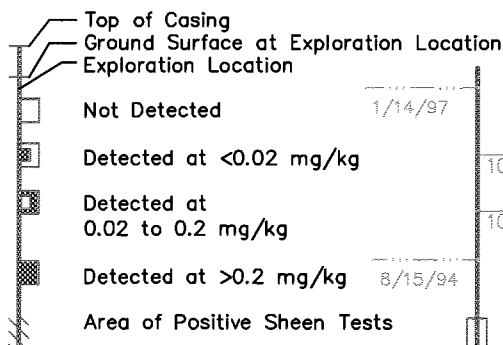 Top of Casing
Ground Surface at Exploration Location
Exploration Location
Not Detected
1/14/97
Detected at <0.02 mg/kg
10
Detected at
0.02 to 0.2 mg/kg
10
Detected at >0.2 mg/kg
8/15/94
Area of Positive Sheen Tests